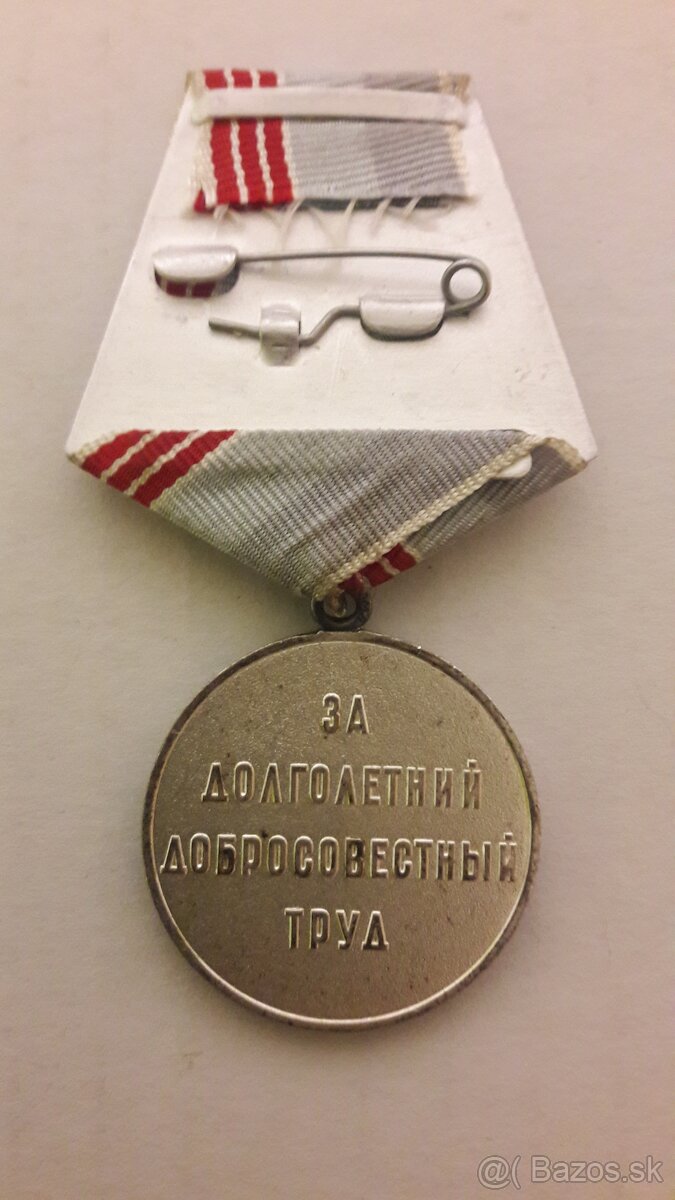 ЗА
ДОЛГОЛЕТНИЙ
ДОБРОСОВЕСТНЫЙ
ТРУД
@( Bazos.sk